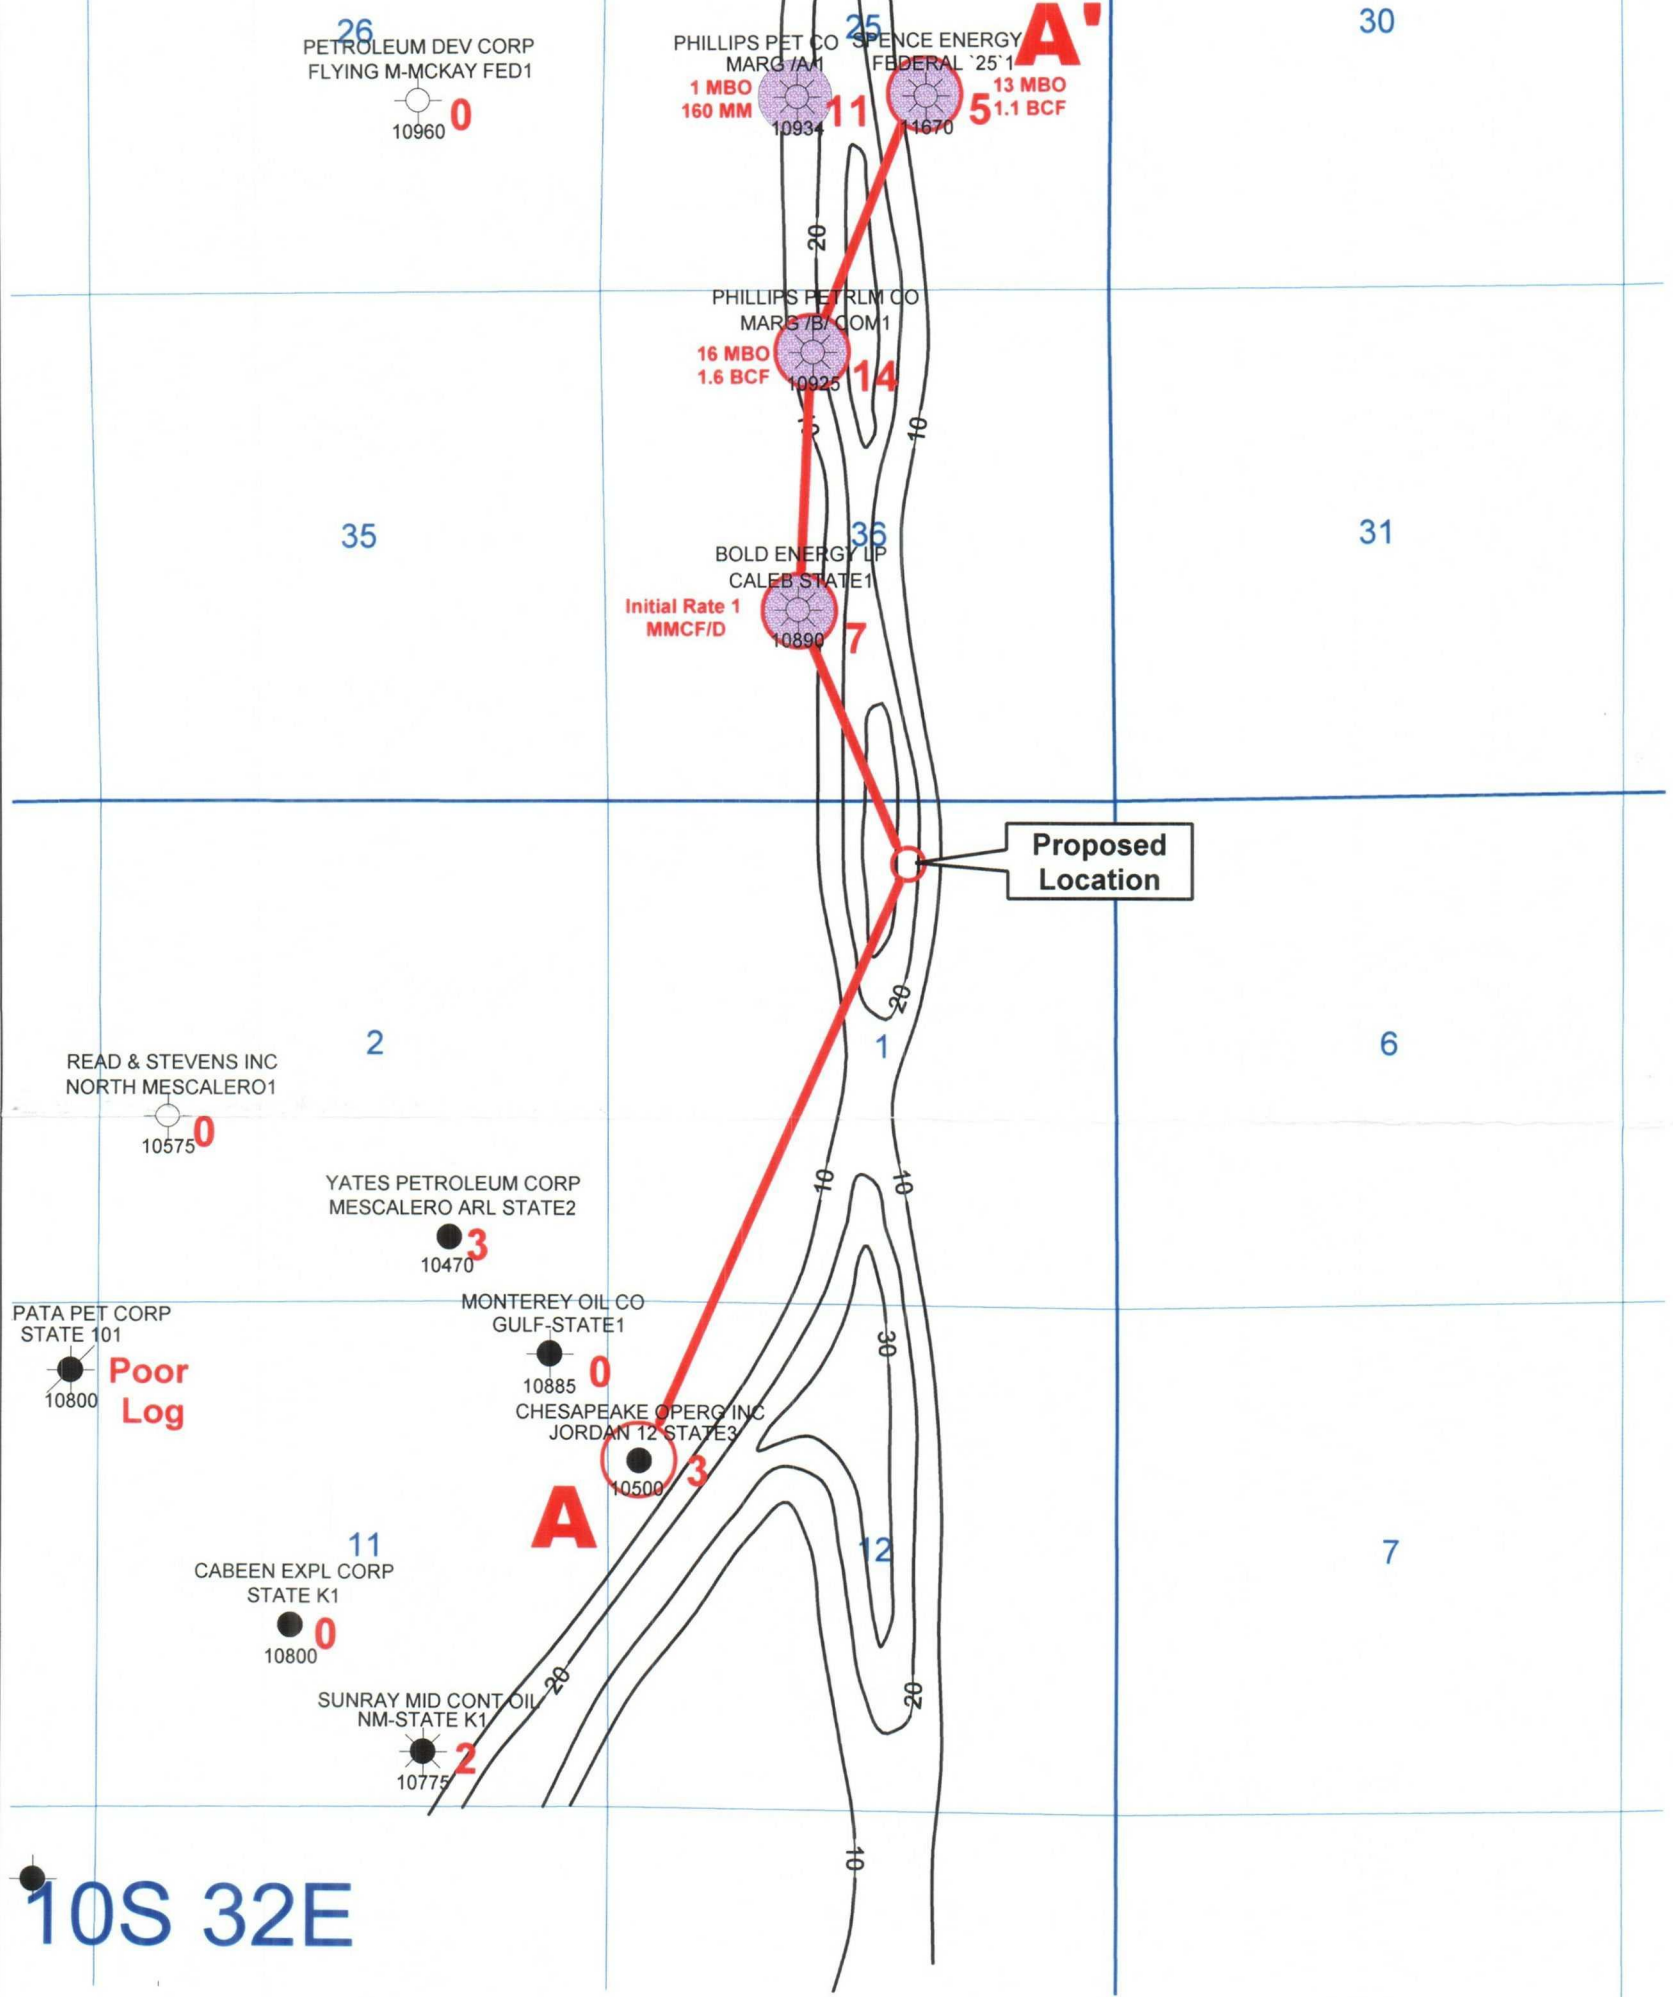 26
PETROLEUM DEV CORP
FLYING M-MCKAY FED1
10960
0
25
PHILLIPS PET CO
MARG /A/1
1 MBO
160 MM
10934
11
SPENCE ENERGY
FEDERAL `25`1
A'
13 MBO
1.1 BCF
5
11670
30
20
PHILLIPS PETRLM CO
MARG /B/ COM1
16 MBO
1.6 BCF
10925
14
10
35
36
31
BOLD ENERGY LP
CALEB STATE1
Initial Rate 1
MMCF/D
10890
7
Proposed
Location
20
2
1
6
READ & STEVENS INC
NORTH MESCALERO1
10575
0
10
10
YATES PETROLEUM CORP
MESCALERO ARL STATE2
10470
3
MONTEREY OIL CO
GULF-STATE1
10885
0
PATA PET CORP
STATE 101
10800
Poor
Log
30
CHESAPEAKE OPERG INC
JORDAN 12 STATE3
10500
3
A
11
12
7
CABEEN EXPL CORP
STATE K1
10800
0
20
20
SUNRAY MID CONT OIL
NM-STATE K1
10775
2
10
10S 32E